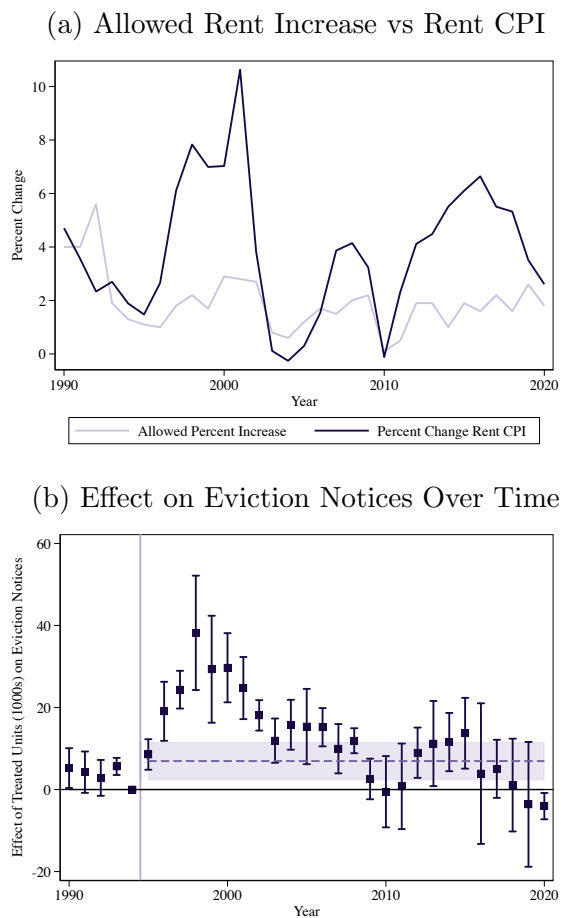 (a) Allowed Rent Increase vs Rent CPI
10
8
6
4
2
0
Percent Change
1990
2000
2010
2020
Year
Allowed Percent Increase
Percent Change Rent CPI
(b) Effect on Eviction Notices Over Time
60
40
20
0
-20
Effect of Treated Units (1000s) on Eviction Notices
1990
2000
2010
2020
Year